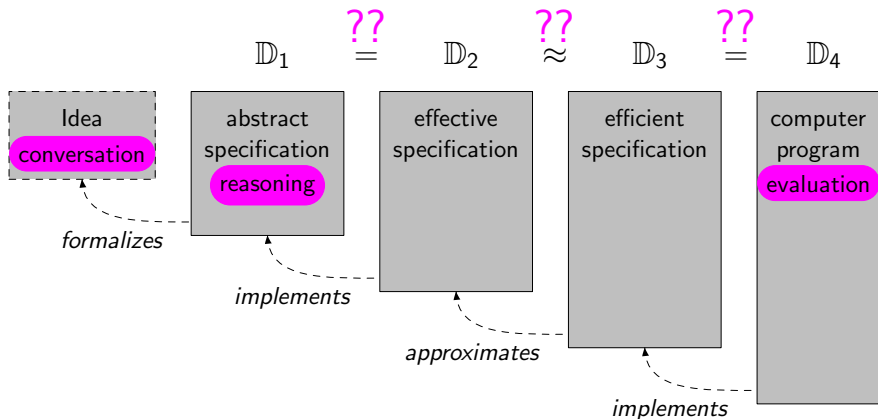 ?? ?? ??
𝔻1 = 𝔻2 ≈ 𝔻3 = 𝔻4
Idea
conversation
abstract
specification
reasoning
effective
specification
efficient
specification
computer
program
evaluation
formalizes
implements
approximates
implements